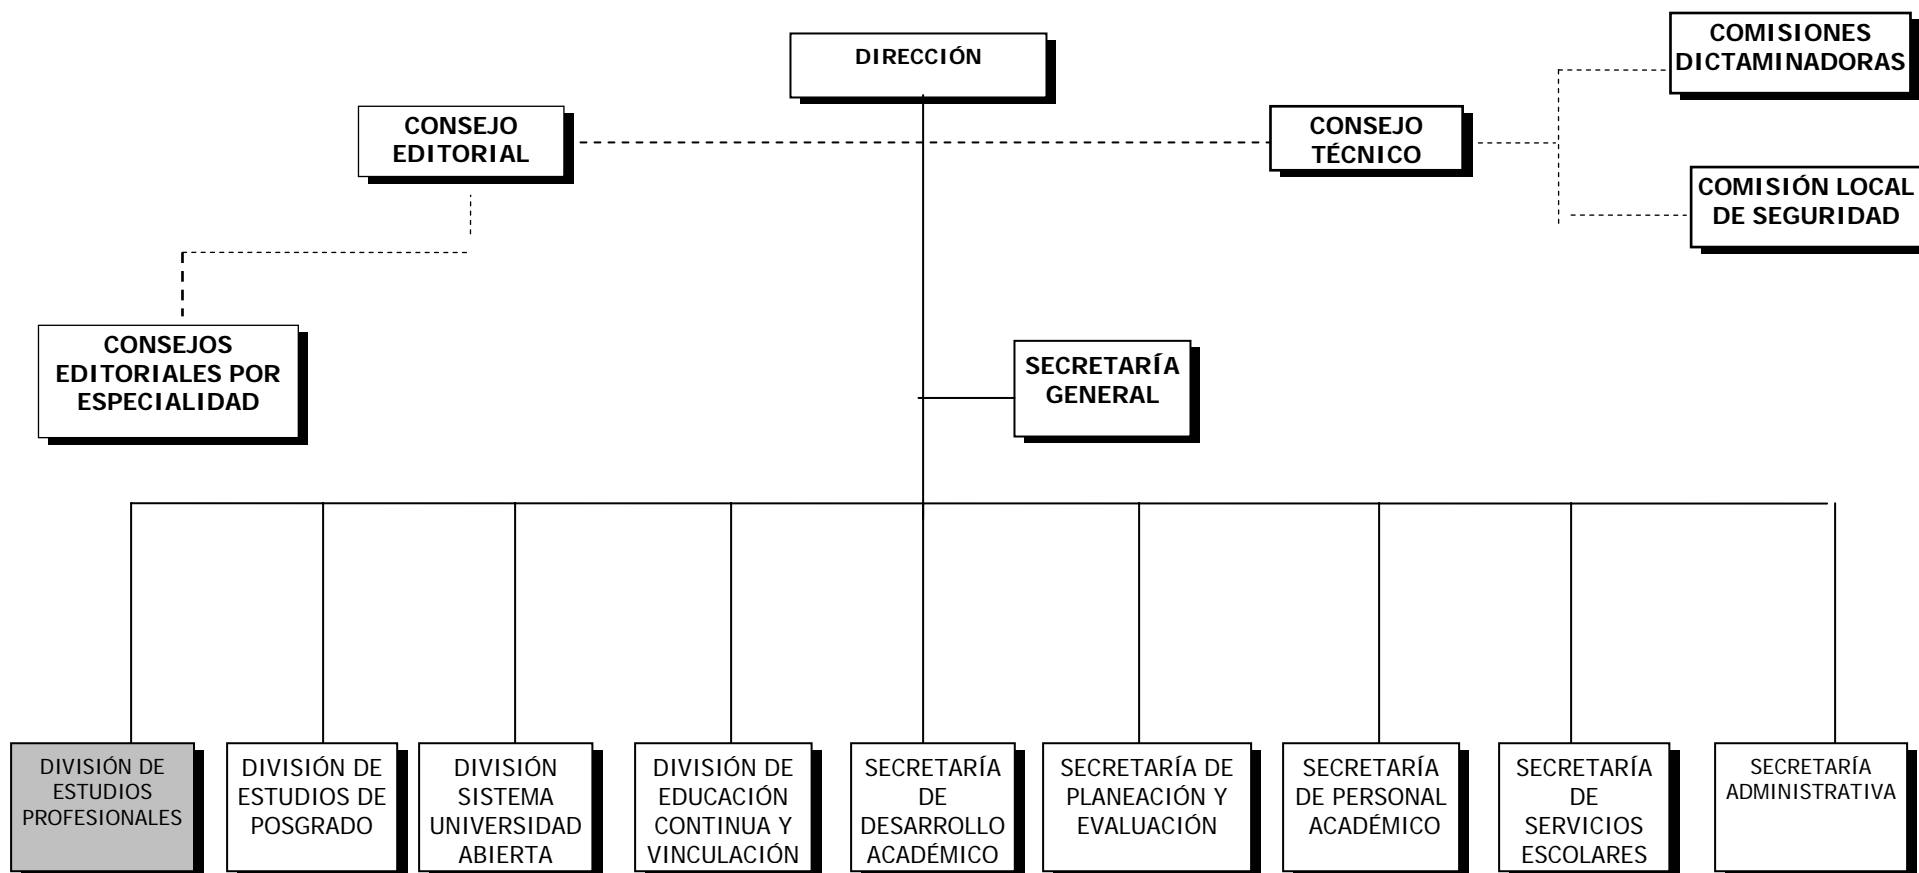 DIRECCIÓN
COMISIONES
DICTAMINADORAS
CONSEJO
EDITORIAL
CONSEJO
TÉCNICO
COMISIÓN LOCAL
DE SEGURIDAD
CONSEJOS
EDITORIALES POR
ESPECIALIDAD
SECRETARÍA
GENERAL
DIVISIÓN DE
ESTUDIOS
PROFESIONALES
DIVISIÓN DE
ESTUDIOS DE
POSGRADO
DIVISIÓN
SISTEMA
UNIVERSIDAD
ABIERTA
DIVISIÓN DE
EDUCACIÓN
CONTINUA Y
VINCULACIÓN
SECRETARÍA
DE
DESARROLLO
ACADÉMICO
SECRETARÍA DE
PLANEACIÓN Y
EVALUACIÓN
SECRETARÍA
DE PERSONAL
ACADÉMICO
SECRETARÍA
DE
SERVICIOS
ESCOLARES
SECRETARÍA
ADMINISTRATIVA